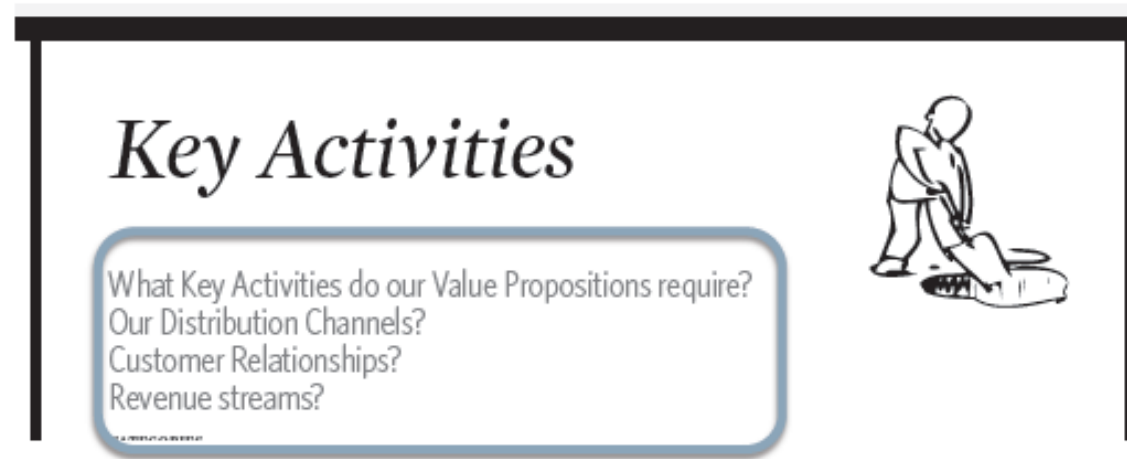 Key Activities
What Key Activities do our Value Propositions require?
Our Distribution Channels?
Customer Relationships?
Revenue streams?